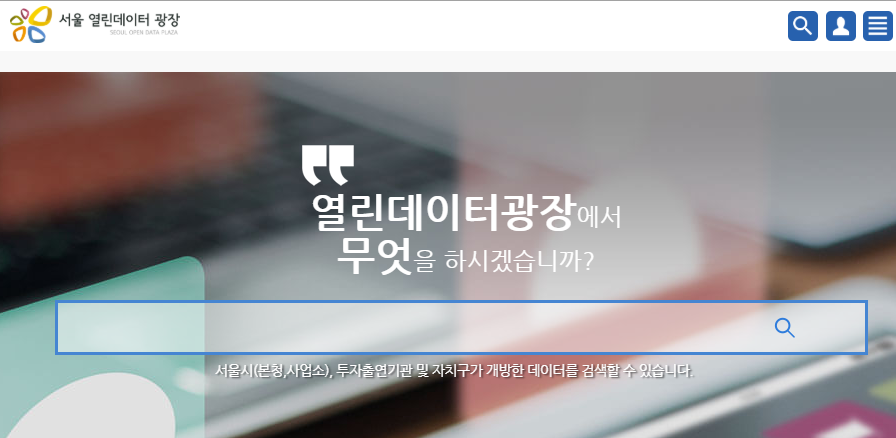 서울 열린데이터 광장
SEOUL OPEN DATA PLAZA
열린데이터광장에서
무엇을 하시겠습니까?
서울시(본청,사업소), 투자출연기관 및 자치구가 개방한 데이터를 검색할 수 있습니다.